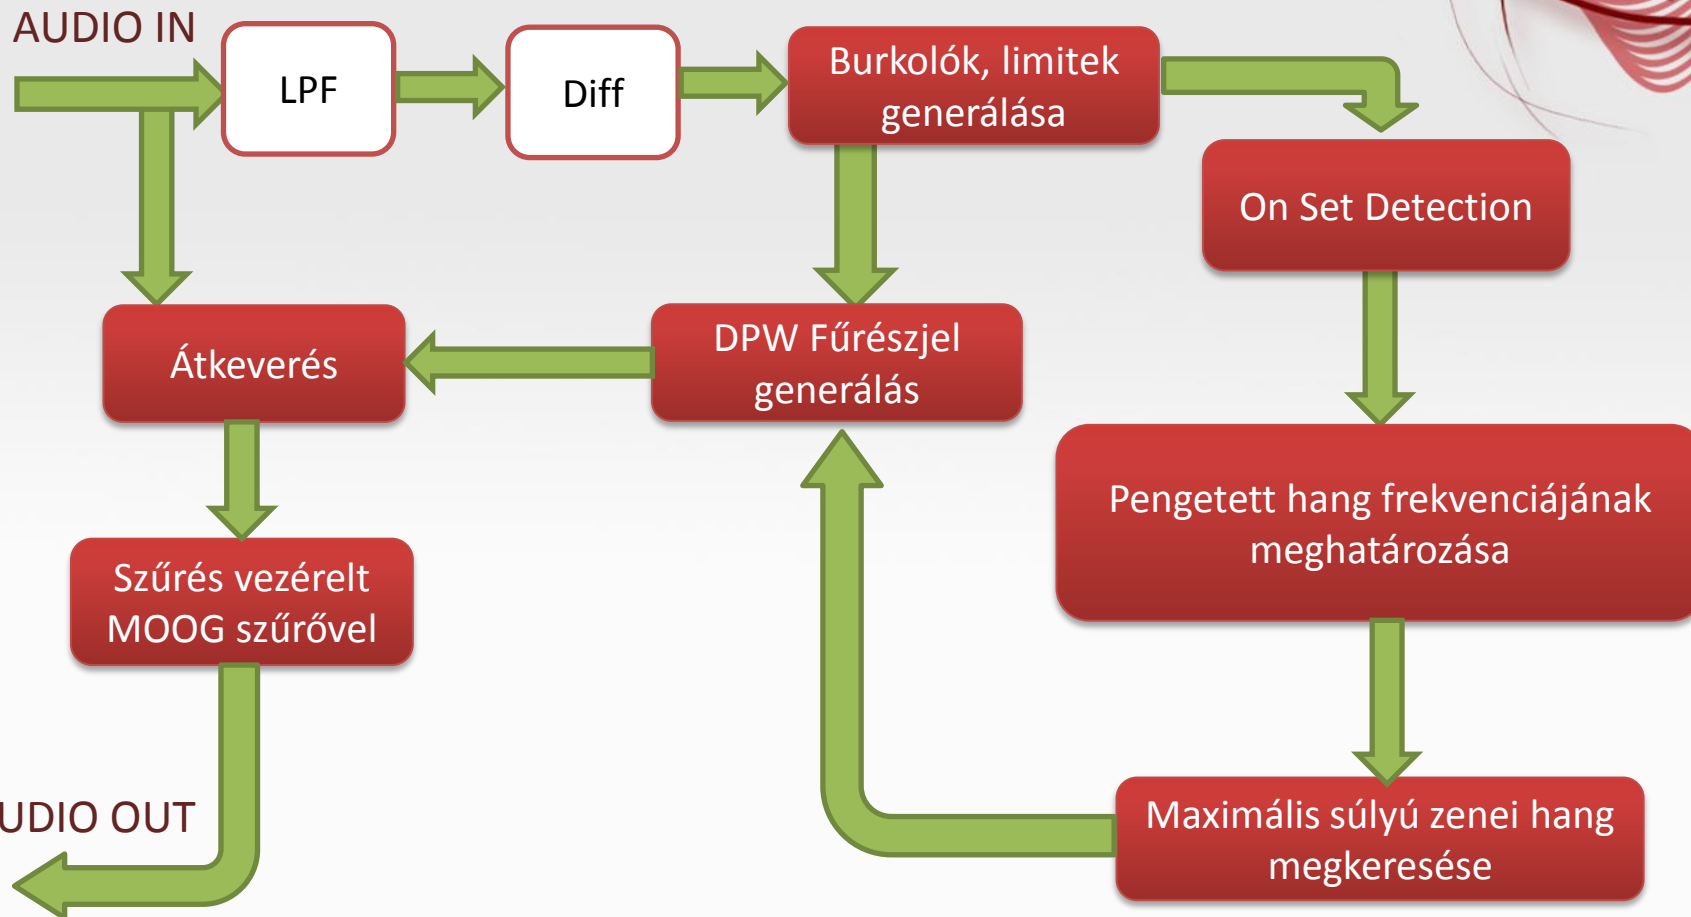 AUDIO IN
LPF
Diff
Burkolók, limitek
generálása
On Set Detection
Átkeverés
DPW Fűrészjel
generálás
Pengetett hang frekvenciájának
meghatározása
Szűrés vezérelt
MOOG szűrővel
UDIO OUT
Maximális súlyú zenei hang
megkeresése